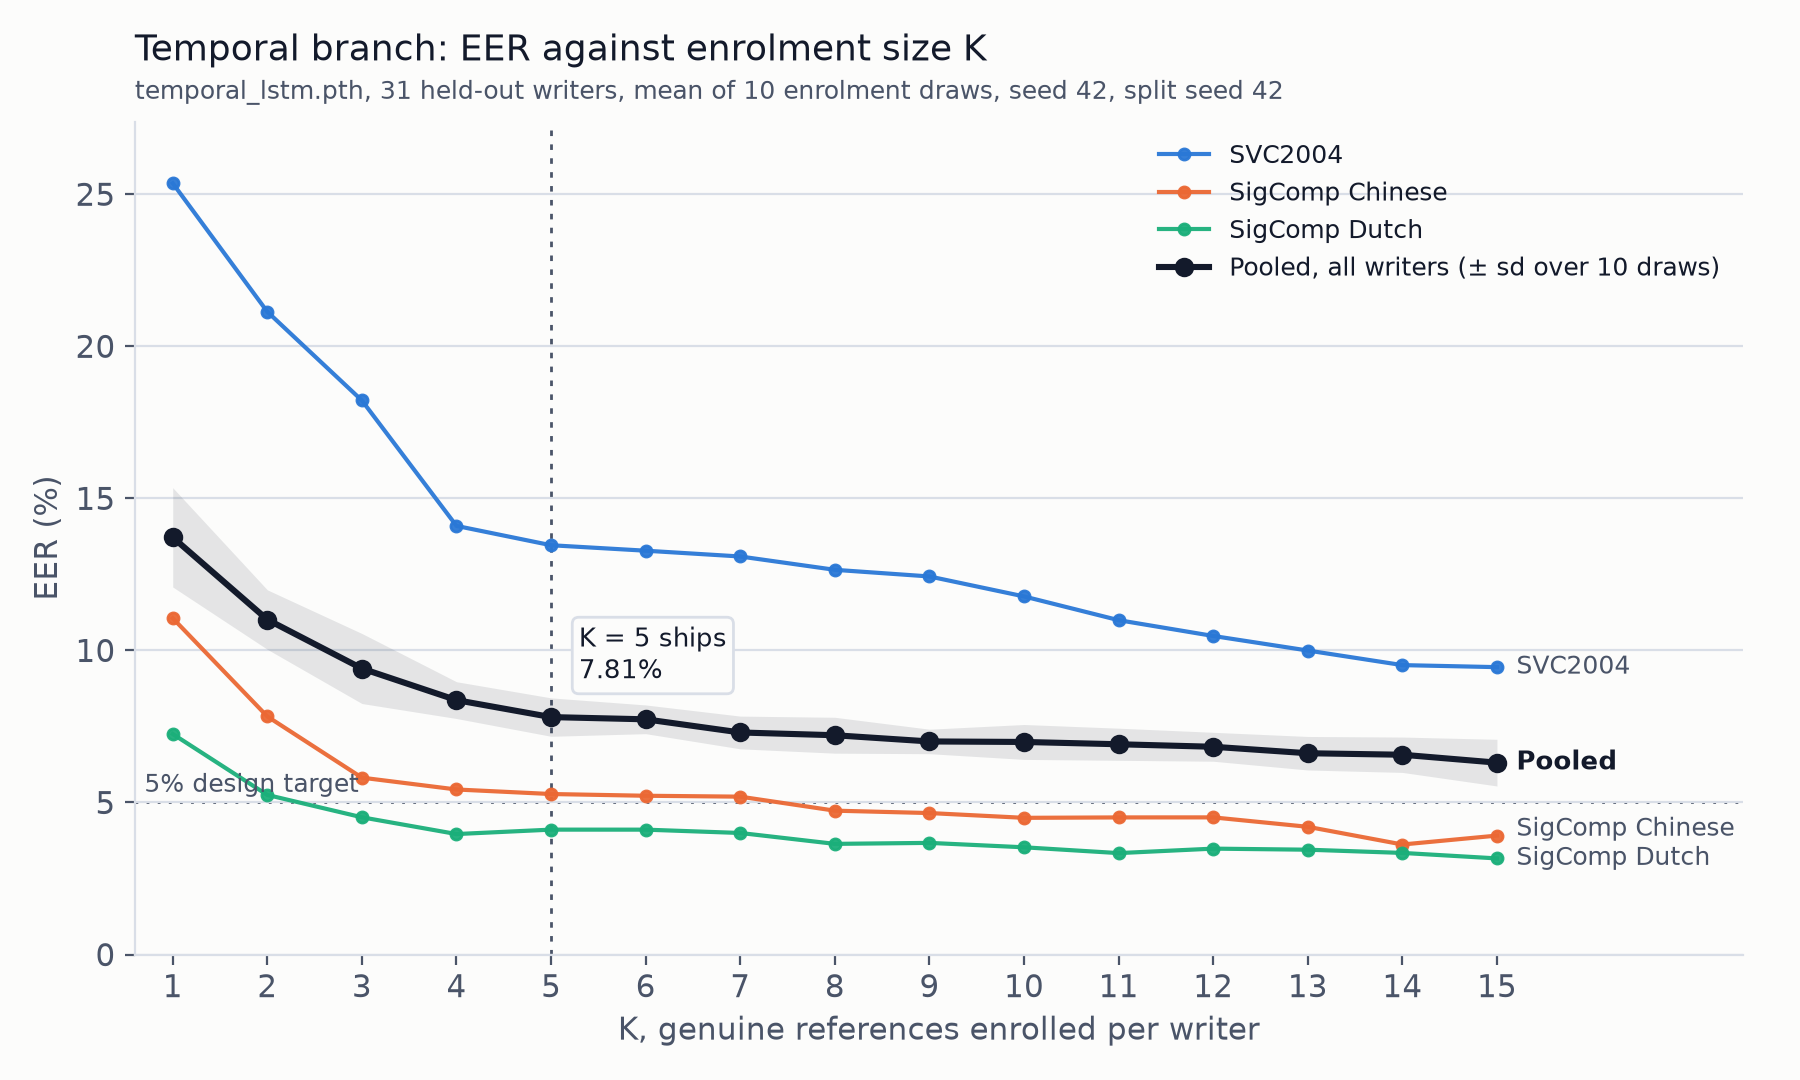 Temporal branch: EER against enrolment size K
temporal_lstm.pth, 31 held-out writers, mean of 10 enrolment draws, seed 42, split seed 42
SVC2004
SigComp Chinese
SigComp Dutch
Pooled, all writers (± sd over 10 draws)
25
20
15
10
5
0
EER (%)
K = 5 ships
7.81%
5% design target
SVC2004
Pooled
SigComp Chinese
SigComp Dutch
1 2 3 4 5 6 7 8 9 10 11 12 13 14 15
K, genuine references enrolled per writer